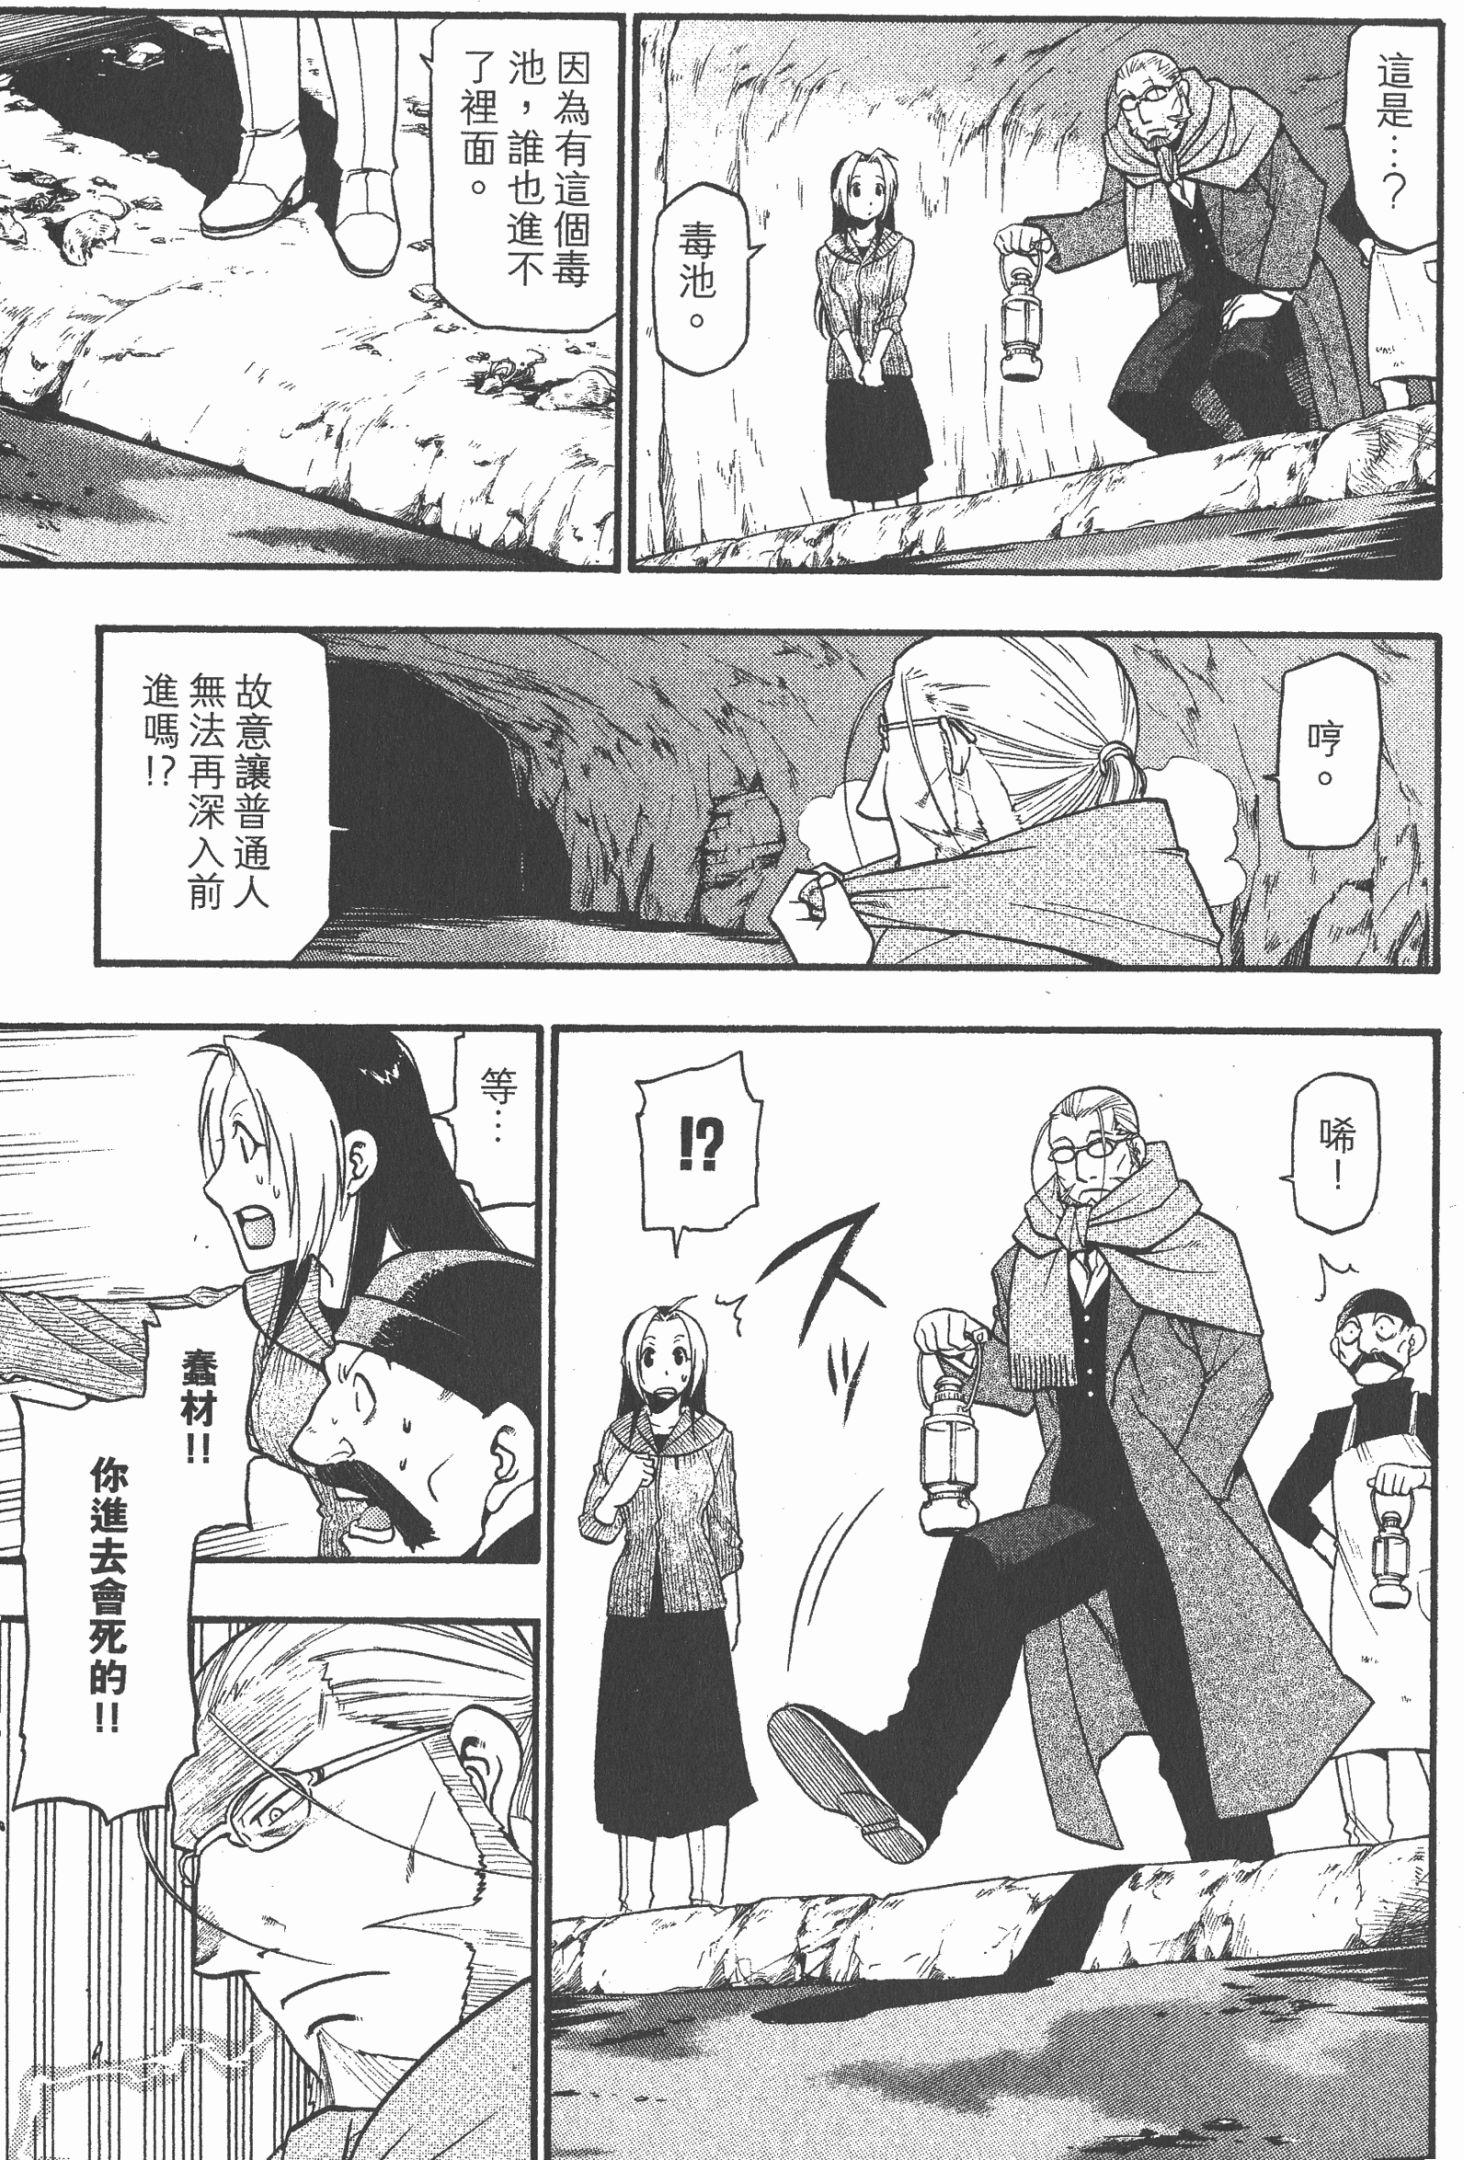 這是…?
毒池。
因為有這個毒
池，誰也進不
了裡面。
哼。
故意讓普通人
無法再深入前
進嗎!?
唏!
ス
ッ
!?
等…
蠢材!!
你進去會死的!!